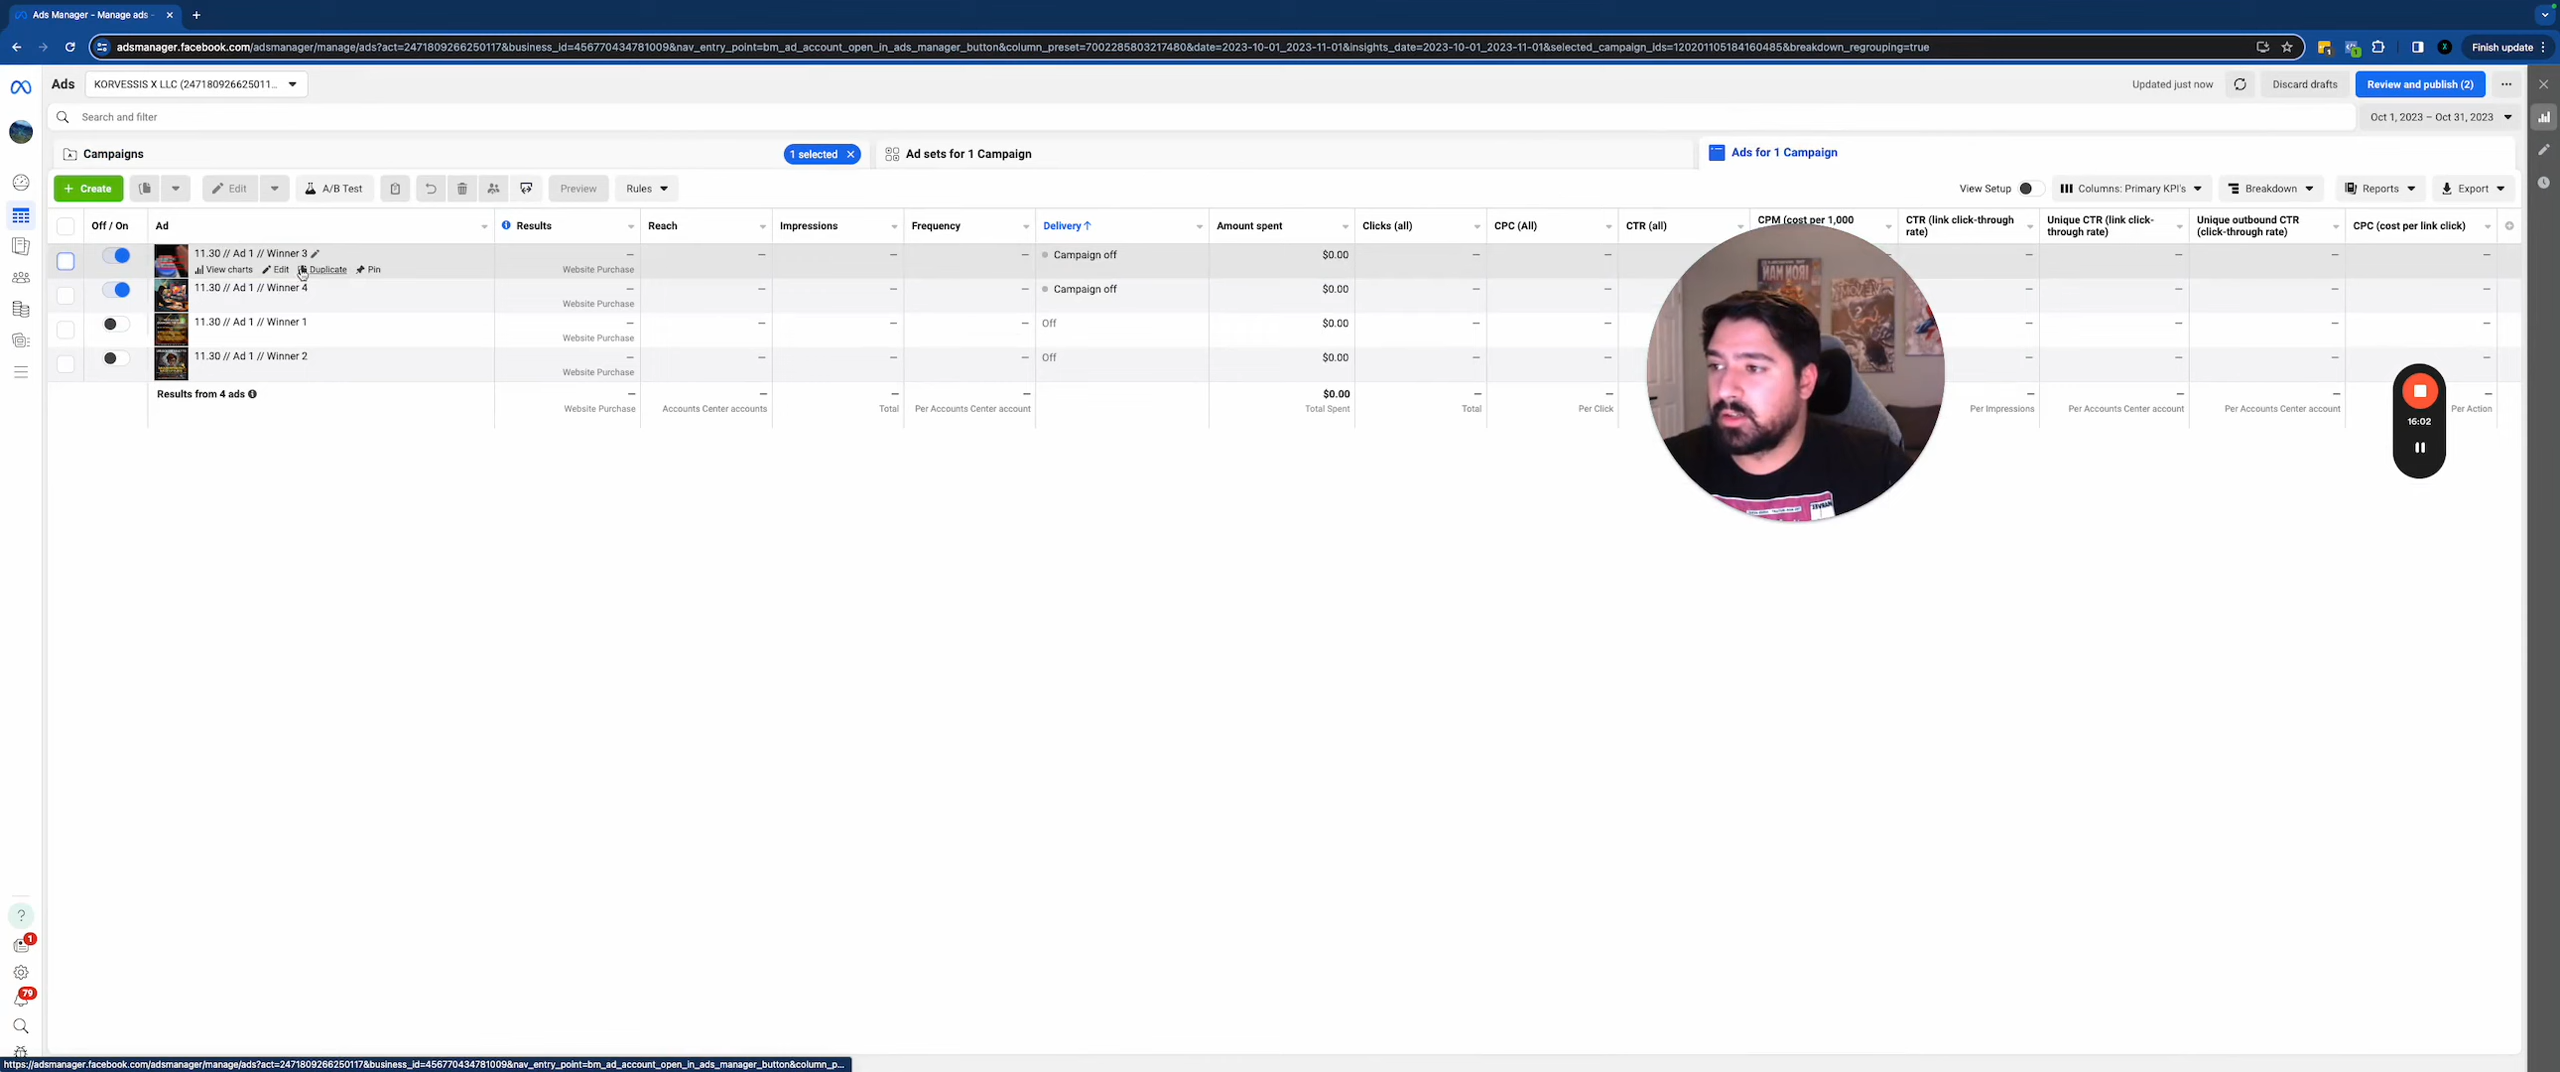 Ads Manager - Manage ads -
adsmanager.facebook.com/adsmanager/manage/ads?act=2471809266250117&business_id=456770434781009&nav_entry_point=bm_ad_account_open_in_ads_manager_button&column_preset=7002285803217480&date=2023-10-01_2023-11-01&insights_date=2023-10-01_2023-11-01&selected_campaign_ids=120201105184160485&breakdown_regrouping=true
Finish update
Ads
KORVESSIS X LLC (247180926625011...
Updated just now
Discard drafts
Review and publish (2)
Search and filter
Oct 1, 2023 – Oct 31, 2023
Campaigns
1 selected
Ad sets for 1 Campaign
Ads for 1 Campaign
+ Create
Edit
A/B Test
Preview
Rules
View Setup
Columns: Primary KPI's
Breakdown
Reports
Export
Off / On
Ad
Results
Reach
Impressions
Frequency
Delivery ↑
Amount spent
Clicks (all)
CPC (All)
CTR (all)
CPM (cost per 1,000
CTR (link click-through rate)
Unique CTR (link click-through rate)
Unique outbound CTR (click-through rate)
CPC (cost per link click)
11.30 // Ad 1 // Winner 3
View charts
Edit
Duplicate
Pin
—
Website Purchase
—
—
—
Campaign off
$0.00
—
—
—
—
—
—
11.30 // Ad 1 // Winner 4
—
Website Purchase
—
—
—
Campaign off
$0.00
—
—
—
—
—
—
11.30 // Ad 1 // Winner 1
—
Website Purchase
—
—
—
Off
$0.00
—
—
—
—
—
—
11.30 // Ad 1 // Winner 2
—
Website Purchase
—
—
—
Off
$0.00
—
—
—
—
—
—
Results from 4 ads
—
Website Purchase
—
Accounts Center accounts
—
Total
—
Per Accounts Center account
$0.00
Total Spent
—
Total
—
Per Click
—
Per Impressions
—
Per Accounts Center account
—
Per Accounts Center account
—
Per Action
IRON MAN
16:02
1
79
https://adsmanager.facebook.com/adsmanager/manage/ads?act=2471809266250117&business_id=456770434781009&nav_entry_point=bm_ad_account_open_in_ads_manager_button&column_p...